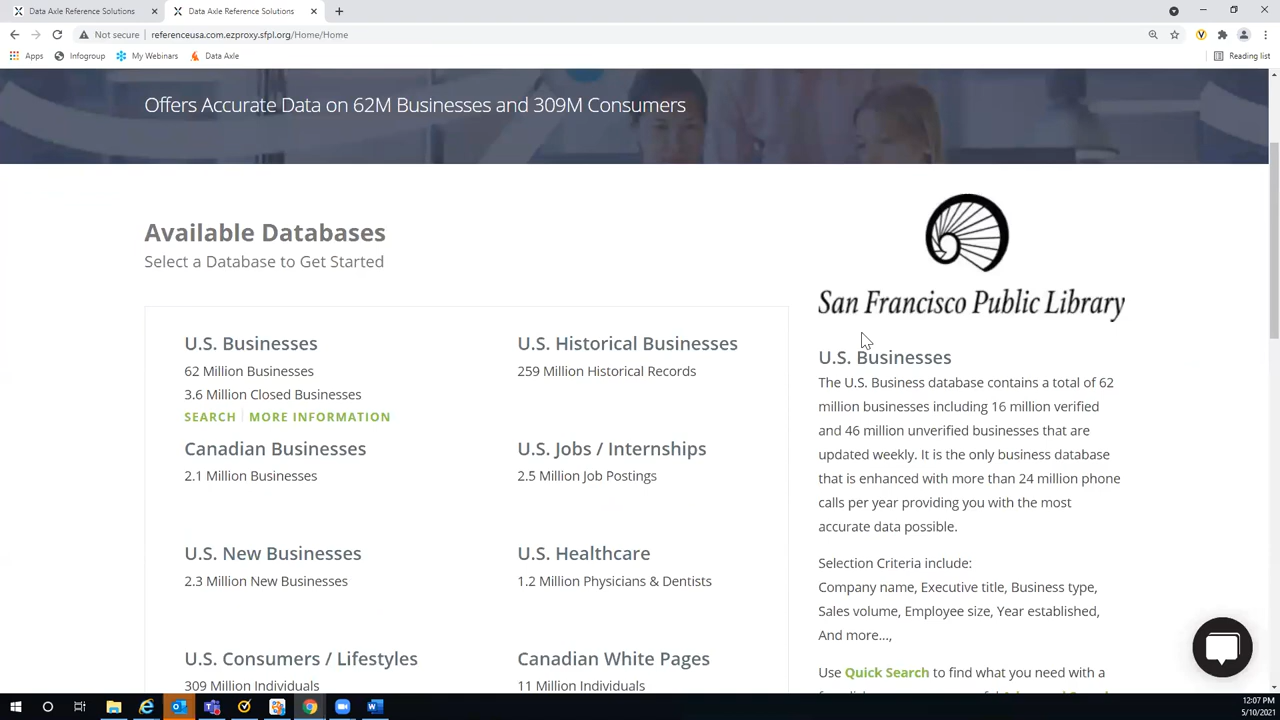 Data Axle Reference Solutions
Data Axle Reference Solutions
Not secure
referenceusa.com.ezproxy.sfpl.org/Home/Home
Apps
Infogroup
My Webinars
Data Axle
Reading list
Offers Accurate Data on 62M Businesses and 309M Consumers
Available Databases
Select a Database to Get Started
U.S. Businesses
62 Million Businesses
3.6 Million Closed Businesses
SEARCH | MORE INFORMATION
U.S. Historical Businesses
259 Million Historical Records
Canadian Businesses
2.1 Million Businesses
U.S. Jobs / Internships
2.5 Million Job Postings
U.S. New Businesses
2.3 Million New Businesses
U.S. Healthcare
1.2 Million Physicians & Dentists
U.S. Consumers / Lifestyles
309 Million Individuals
Canadian White Pages
11 Million Individuals
San Francisco Public Library
U.S. Businesses
The U.S. Business database contains a total of 62
million businesses including 16 million verified
and 46 million unverified businesses that are
updated weekly. It is the only business database
that is enhanced with more than 24 million phone
calls per year providing you with the most
accurate data possible.
Selection Criteria include:
Company name, Executive title, Business type,
Sales volume, Employee size, Year established,
And more...,
Use Quick Search to find what you need with a
12:07 PM
5/10/2021